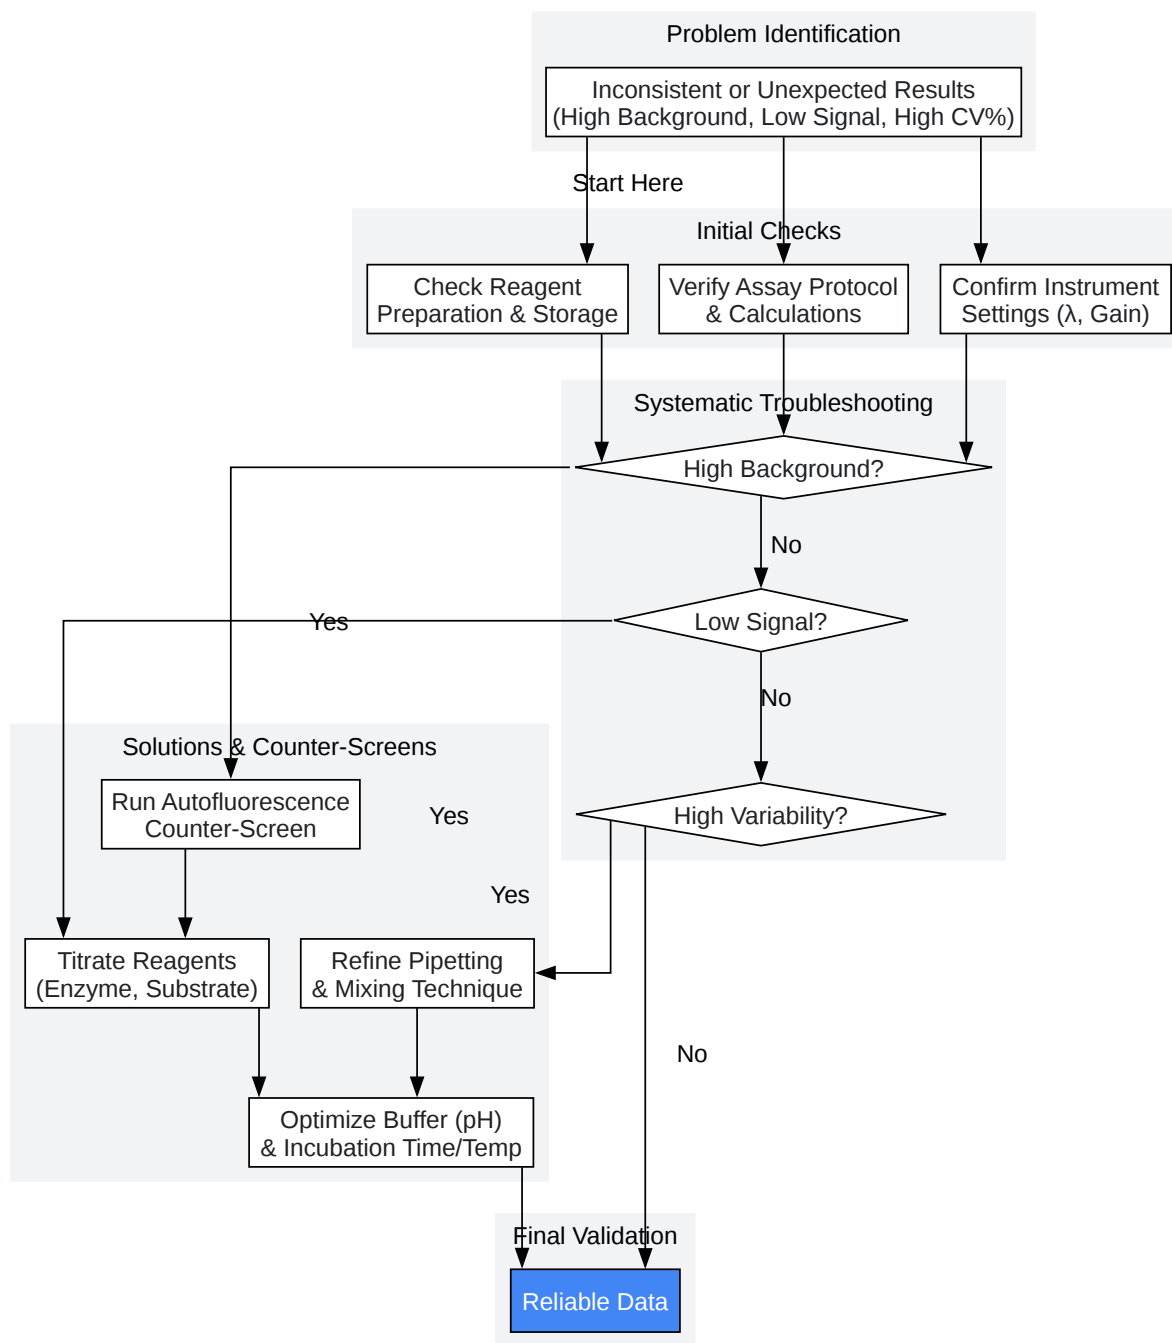 Problem Identification
Inconsistent or Unexpected Results
(High Background, Low Signal, High CV%)
Start Here
Initial Checks
Check Reagent
Preparation & Storage
Verify Assay Protocol
& Calculations
Confirm Instrument
Settings (λ, Gain)
Systematic Troubleshooting
High Background?
No
Yes
Low Signal?
No
Solutions & Counter-Screens
Run Autofluorescence
Counter-Screen
Yes
High Variability?
Yes
Titrate Reagents
(Enzyme, Substrate)
Refine Pipetting
& Mixing Technique
No
Optimize Buffer (pH)
& Incubation Time/Temp
Final Validation
Reliable Data